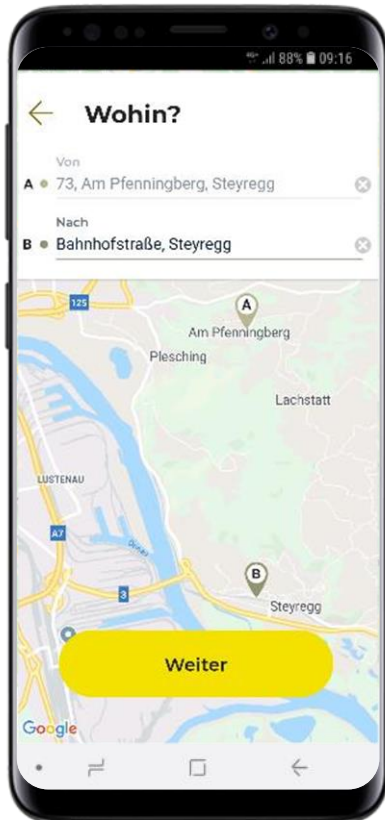 88% 09:16
Wohin?
Von
A 73, Am Pfenningberg, Steyregg
Nach
B Bahnhofstraße, Steyregg
125
A
Am Pfenningberg
Plesching
Lachstatt
LUSTENAU
A7
Donau
B
3
Steyregg
Weiter
Google